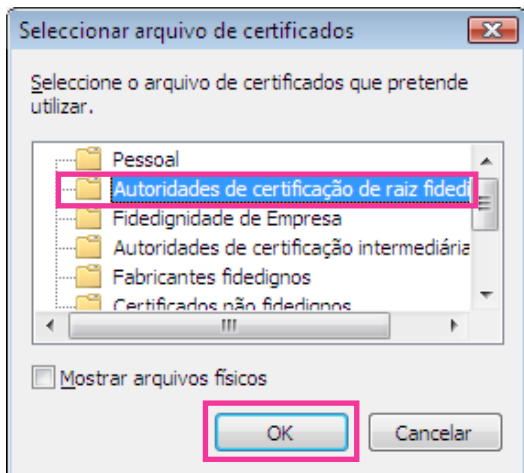 Seleccionar arquivo de certificados
Seleccione o arquivo de certificados que pretende
utilizar.
Pessoal
Autoridades de certificação de raiz fidedi
Fidedignidade de Empresa
Autoridades de certificação intermediária
Fabricantes fidedignos
Certificados não fidedignos
Mostrar arquivos físicos
OK Cancelar